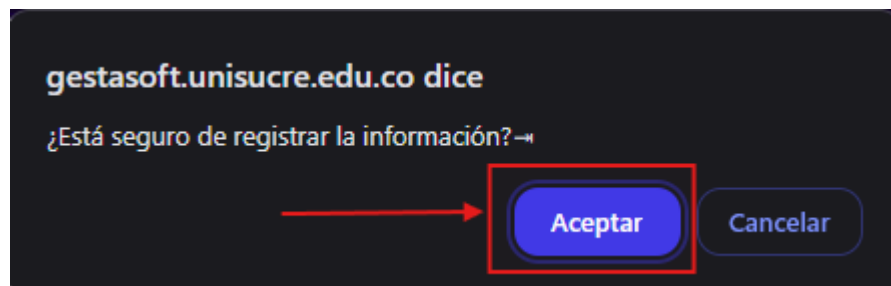 gestasoft.unisucre.edu.co dice
¿Está seguro de registrar la información?⇥
Aceptar Cancelar